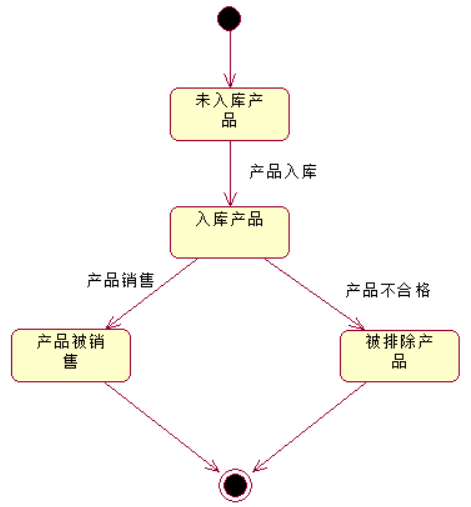 未入库产
品
产品入库
入库产品
产品销售
产品不合格
产品被销
售
被排除产
品